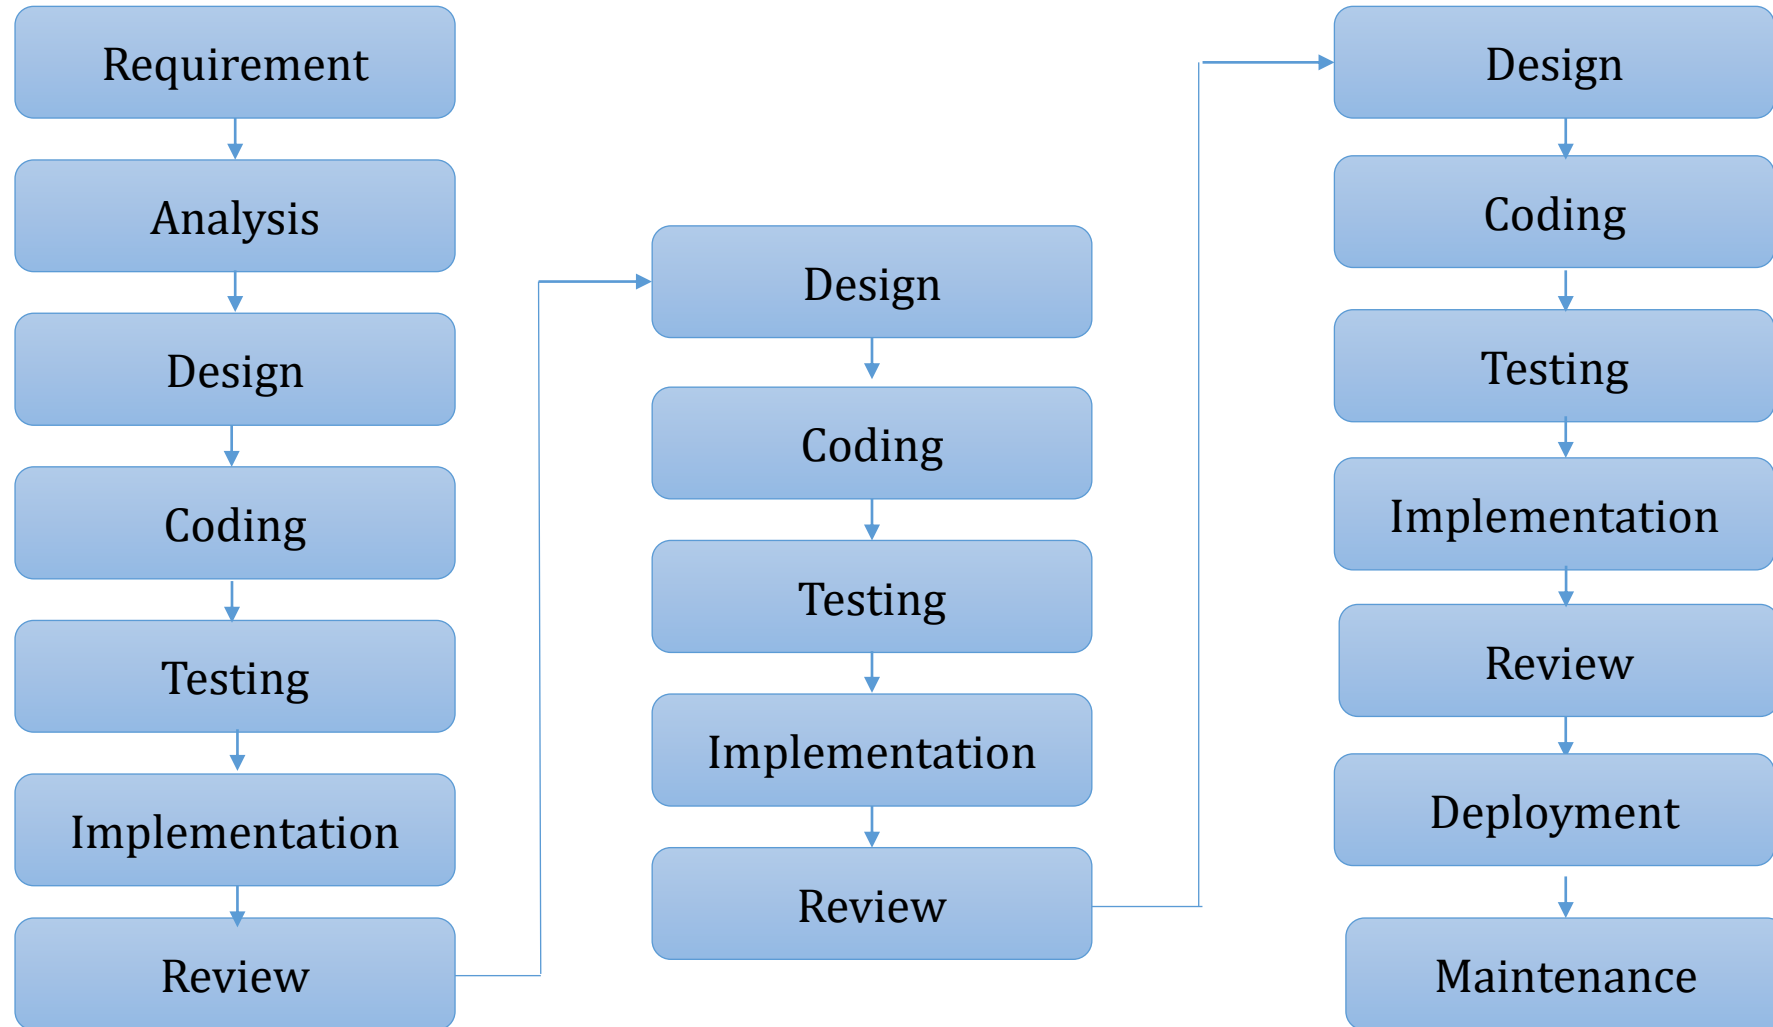 Requirement
Analysis
Design
Coding
Testing
Implementation
Review
Design
Coding
Testing
Implementation
Review
Design
Coding
Testing
Implementation
Review
Deployment
Maintenance